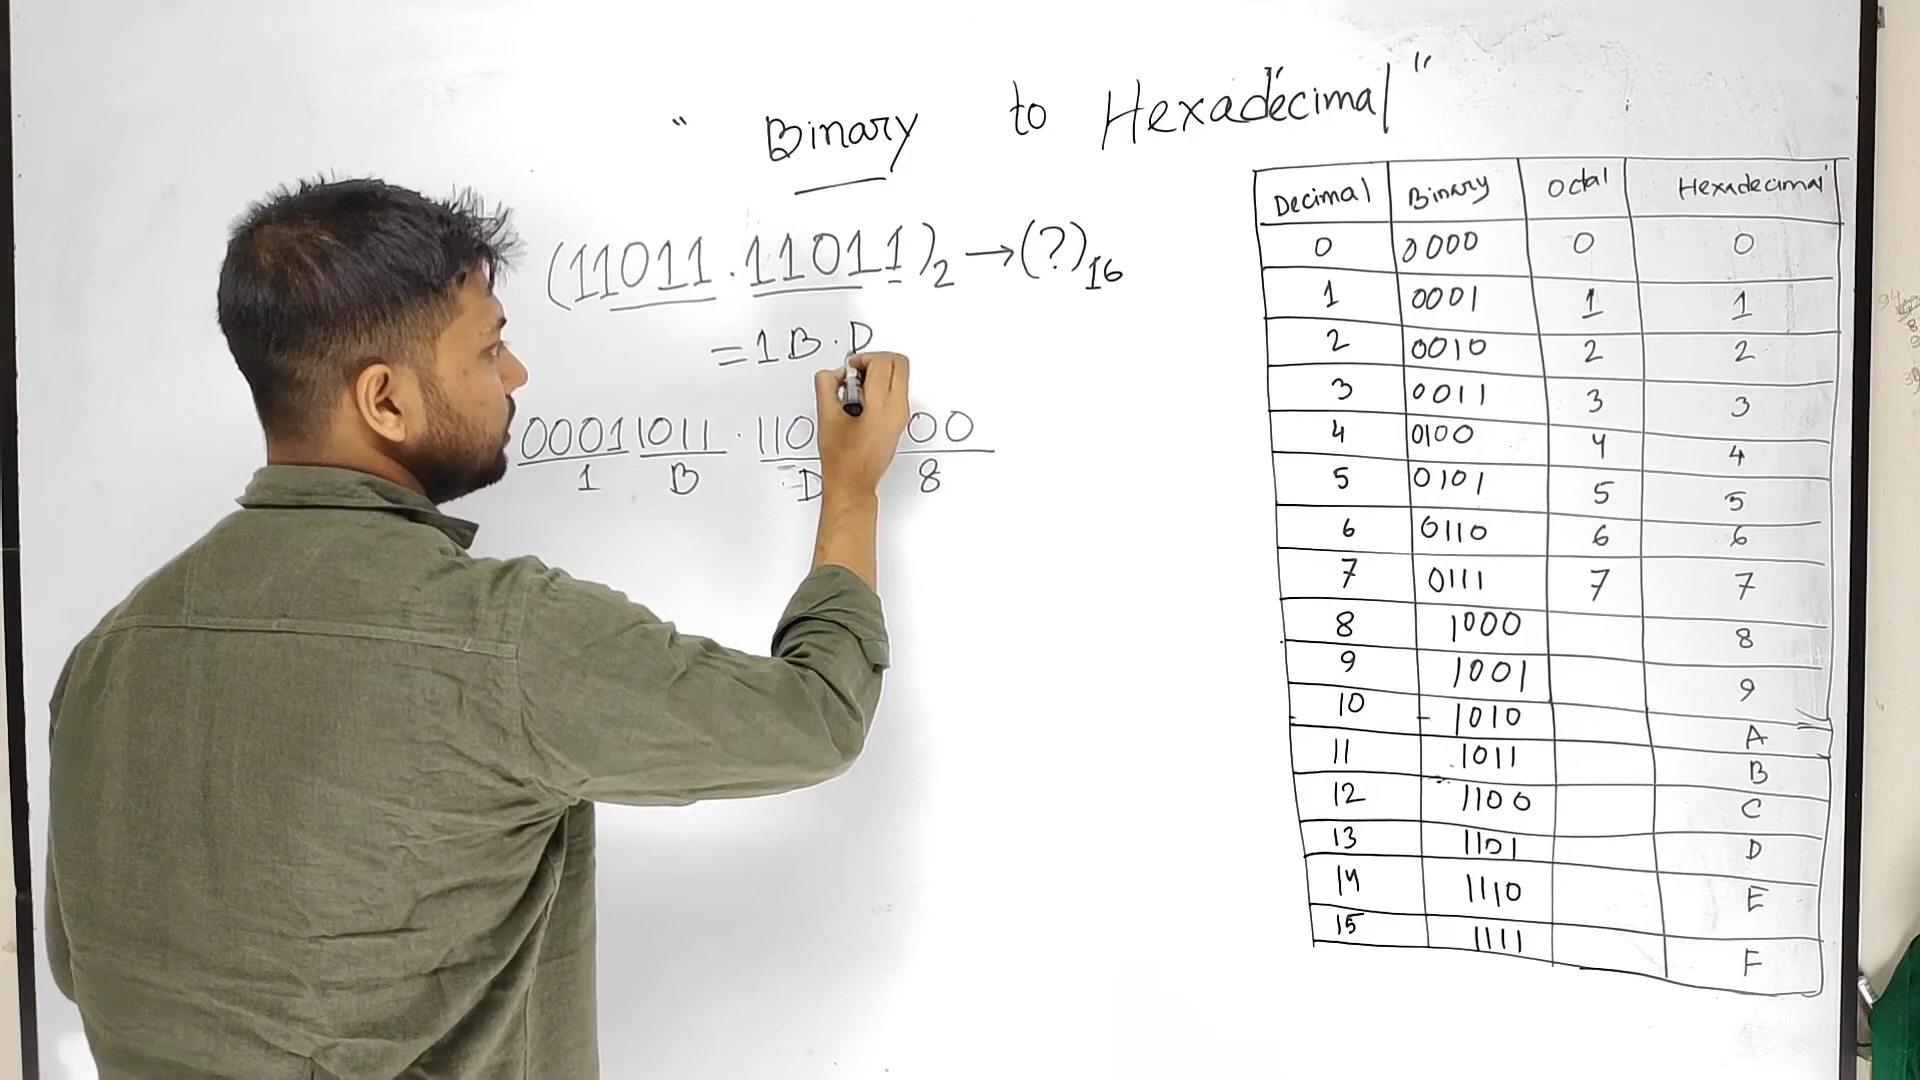 " Binary to Hexadecimal "
(11011.110111)2 → (?)16
= 1B.D
00011011.110 00
1 B D 8
Decimal Binary Octal Hexadecimal
0 0000 0 0
1 0001 1 1
2 0010 2 2
3 0011 3 3
4 0100 4 4
5 0101 5 5
6 0110 6 6
7 0111 7 7
8 1000 8
9 1001 9
10 1010 A
11 1011 B
12 1100 C
13 1101 D
14 1110 E
15 1111 F